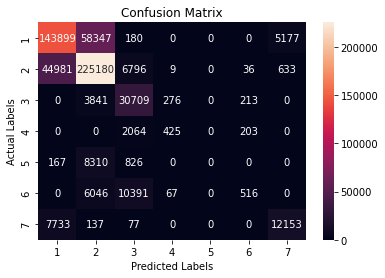 Confusion Matrix
1 143899 58347 180 0 0 0 5177
2 44981 225180 6796 9 0 36 633
3 0 3841 30709 276 0 213 0
4 0 0 2064 425 0 203 0
5 167 8310 826 0 0 0 0
6 0 6046 10391 67 0 516 0
7 7733 137 77 0 0 0 12153
1 2 3 4 5 6 7
Predicted Labels
Actual Labels
200000
150000
100000
50000
0